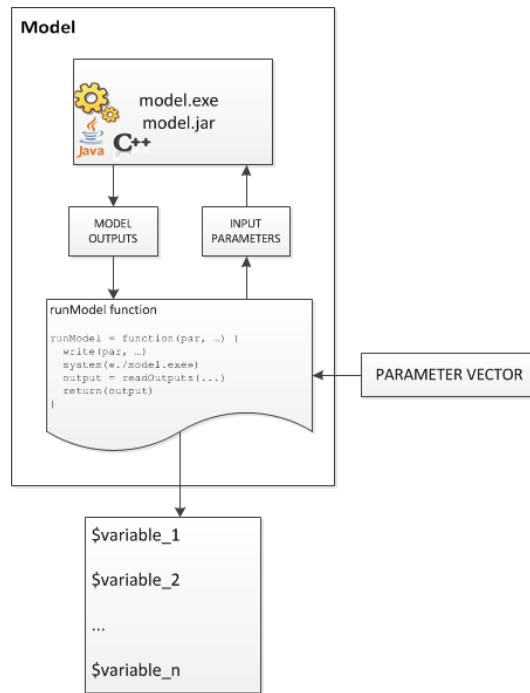 Model
model.exe
model.jar
Java C++
MODEL
OUTPUTS
INPUT
PARAMETERS
runModel function
runModel = function(par, …) {
write(par, …)
system(«./model.exe»)
output = readOutputs(...)
return(output)
}
PARAMETER VECTOR
$variable_1
$variable_2
...
$variable_n